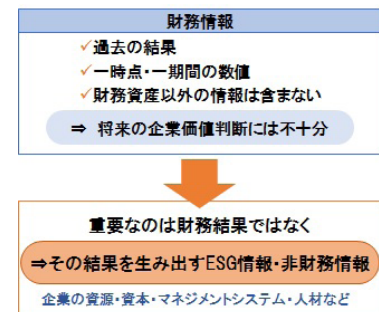 財務情報
✓過去の結果
✓一時点・一期間の数値
✓財務資産以外の情報は含まない
⇒ 将来の企業価値判断には不十分
重要なのは財務結果ではなく
⇒その結果を生み出すESG情報・非財務情報
企業の資源・資本・マネジメントシステム・人材など